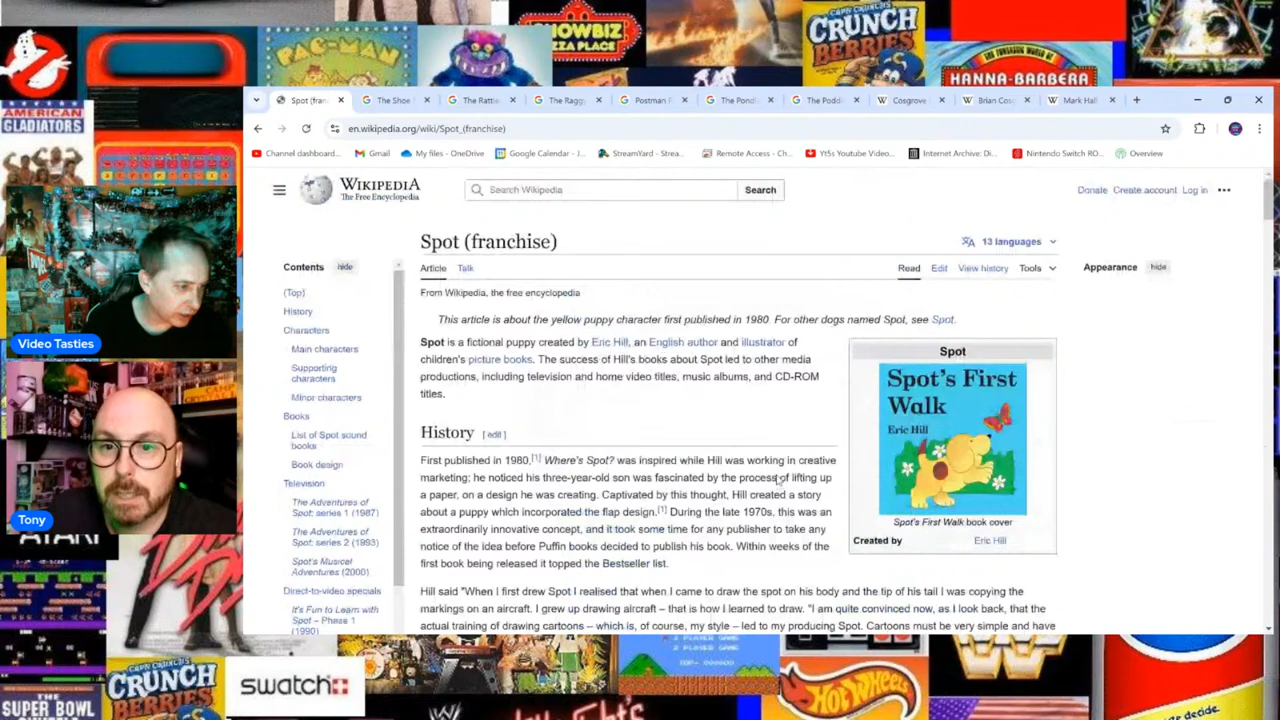 SHOWBIZ
PIZZA PLACE
CRUNCH
BERRIES
PAC-MAN
THE FUNTASTIC WORLD OF
HANNA-BARBERA
AMERICAN
GLADIATORS
Spot (fran
The Shoe
The Rattle
The Ragg
Postman F
The Pond
The Podd
Cosgrove
Brian Cos
Mark Hall
en.wikipedia.org/wiki/Spot_(franchise)
Channel dashboard...
Gmail
My files - OneDrive
Google Calendar - J...
StreamYard - Strea...
Remote Access - Ch...
Yt5s Youtube Video...
Internet Archive: Di...
Nintendo Switch RO...
Overview
WIKIPEDIA
The Free Encyclopedia
Search Wikipedia
Search
Donate Create account Log in
Spot (franchise)
13 languages
Contents hide
Article Talk
Read Edit View history Tools
Appearance hide
From Wikipedia, the free encyclopedia
This article is about the yellow puppy character first published in 1980. For other dogs named Spot, see Spot.
(Top)
History
Characters
Main characters
Supporting
characters
Minor characters
Books
List of Spot sound
books
Book design
Television
The Adventures of
Spot: series 1 (1987)
The Adventures of
Spot: series 2 (1993)
Spot's Musical
Adventures (2000)
Direct-to-video specials
It's Fun to Learn with
Spot – Phase 1
(1990)
Spot is a fictional puppy created by Eric Hill, an English author and illustrator of
children's picture books. The success of Hill's books about Spot led to other media
productions, including television and home video titles, music albums, and CD-ROM
titles.
History [ edit ]
First published in 1980,[1] Where's Spot? was inspired while Hill was working in creative
marketing; he noticed his three-year-old son was fascinated by the process of lifting up
a paper, on a design he was creating. Captivated by this thought, Hill created a story
about a puppy which incorporated the flap design.[1] During the late 1970s, this was an
extraordinarily innovative concept, and it took some time for any publisher to take any
notice of the idea before Puffin books decided to publish his book. Within weeks of the
first book being released it topped the Bestseller list.
Hill said "When I first drew Spot I realised that when I came to draw the spot on his body and the tip of his tail I was copying the
markings on an aircraft. I grew up drawing aircraft – that is how I learned to draw. "I am quite convinced now, as I look back, that the
actual training of drawing cartoons – which is, of course, my style – led to my producing Spot. Cartoons must be very simple and have
Spot
Spot's First
Walk
Eric Hill
Spot's First Walk book cover
Created by Eric Hill
Video Tasties
Tony
ATARI
CRUNCH
BERRIES
THE
SUPER BOWL
swatch
2 PLAYER GAME
HOT WHEELS
decide.